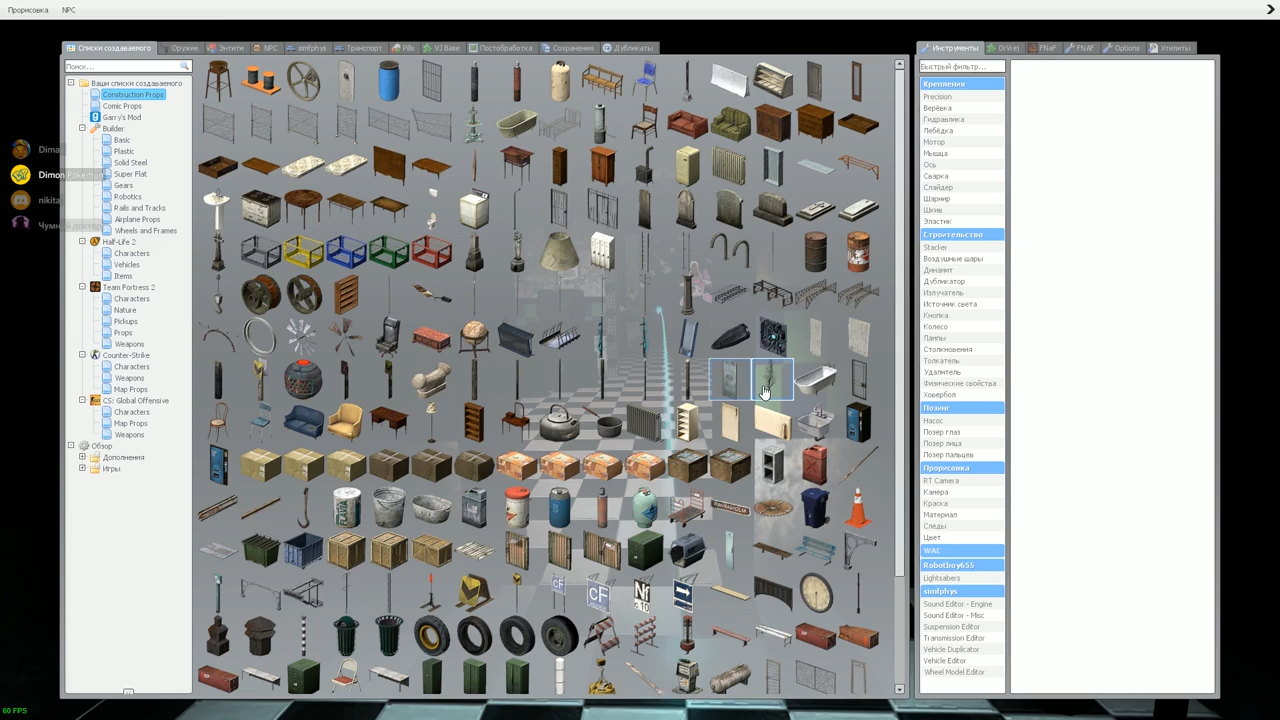 Прорисовка NPC
Списки создаваемого Оружие Энтити NPC simfphys Транспорт Pills VJ Base Постобработка Сохранения Дубликаты
Инструменты DrVrej FNaF FNAF Options Утилиты
Поиск...
Ваши списки создаваемого
Construction Props
Comic Props
Garry's Mod
Builder
Basic
Plastic
Solid Steel
Super Flat
Gears
Robotics
Rails and Tracks
Airplane Props
Wheels and Frames
Half-Life 2
Characters
Vehicles
Items
Team Fortress 2
Characters
Nature
Pickups
Props
Weapons
Counter-Strike
Characters
Weapons
Map Props
CS: Global Offensive
Characters
Map Props
Weapons
Обзор
Дополнения
Игры
Dima
Dimon Pokemon
nikita
Чумной доктор
RAVENHOLM
CF
CF
Nf
c.10
Быстрый фильтр...
Крепления
Precision
Верёвка
Гидравлика
Лебёдка
Мотор
Мышца
Ось
Сварка
Слайдер
Шарнир
Шкив
Эластик
Строительство
Stacker
Воздушные шары
Динамит
Дубликатор
Излучатель
Источник света
Кнопка
Колесо
Лампы
Столкновения
Толкатель
Удалитель
Физические свойства
Ховербол
Позинг
Насос
Позер глаз
Позер лица
Позер пальцев
Прорисовка
RT Camera
Камера
Краска
Материал
Следы
Цвет
WAC
Robotboy655
Lightsabers
simfphys
Sound Editor - Engine
Sound Editor - Misc
Suspension Editor
Transmission Editor
Vehicle Duplicator
Vehicle Editor
Wheel Model Editor
60 FPS